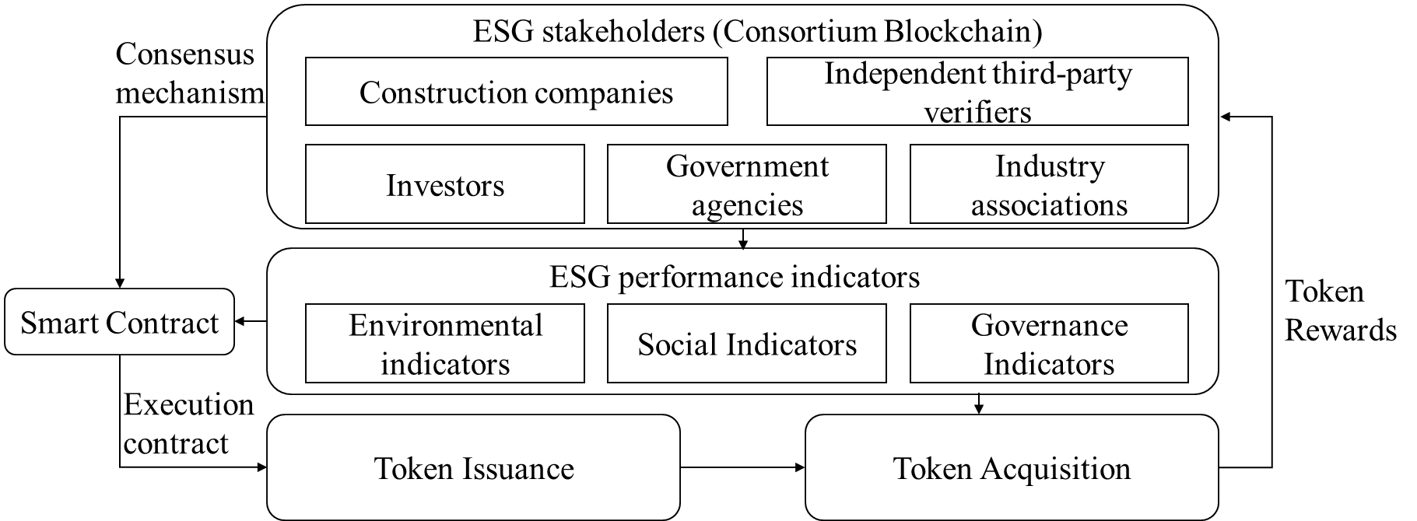 ESG stakeholders (Consortium Blockchain)
Consensus
mechanism
Construction companies
Independent third-party
verifiers
Investors
Government
agencies
Industry
associations
ESG performance indicators
Environmental
indicators
Social Indicators
Governance
Indicators
Smart Contract
Token
Rewards
Execution
contract
Token Issuance
Token Acquisition